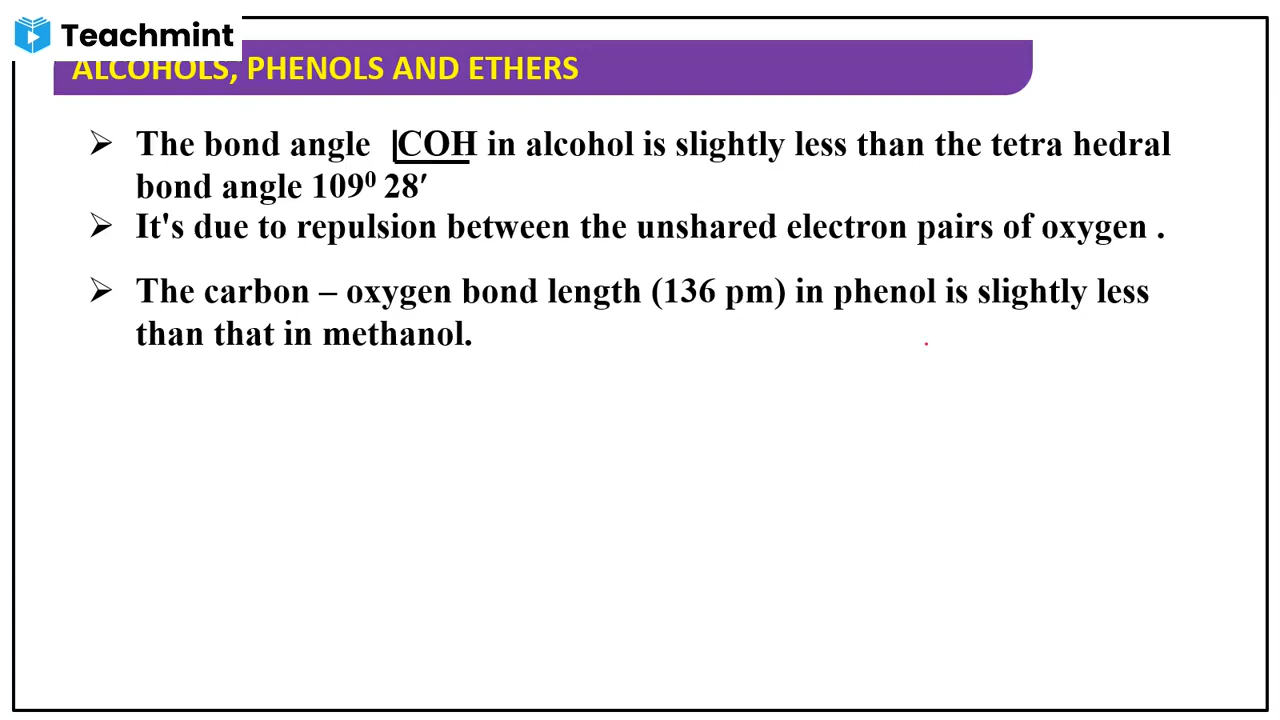 Teachmint
ALCOHOLS, PHENOLS AND ETHERS
➢ The bond angle |COH in alcohol is slightly less than the tetra hedral
bond angle 109⁰ 28′
➢ It's due to repulsion between the unshared electron pairs of oxygen .
➢ The carbon – oxygen bond length (136 pm) in phenol is slightly less
than that in methanol.